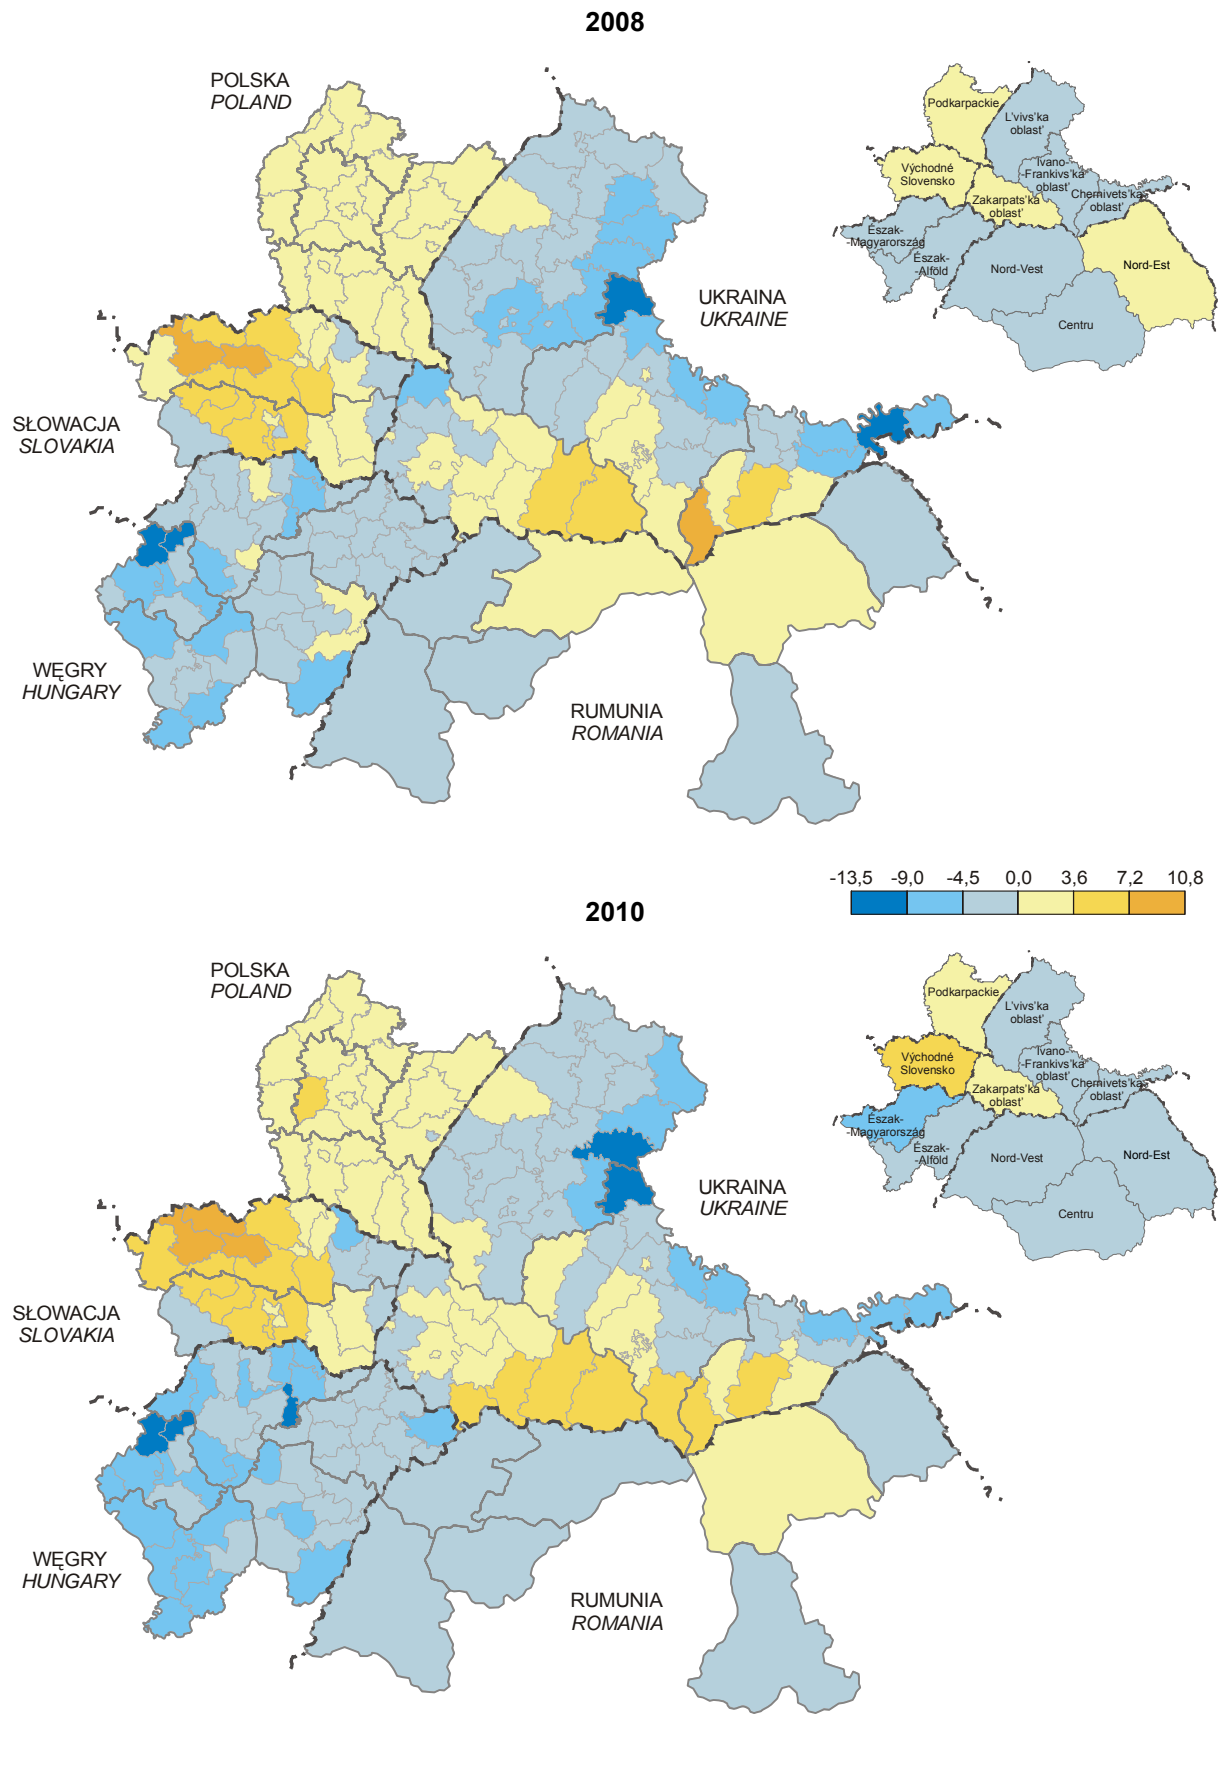 2008
POLSKA
POLAND
UKRAINA
UKRAINE
SŁOWACJA
SLOVAKIA
WĘGRY
HUNGARY
RUMUNIA
ROMANIA
Podkarpackie
L'vivs'ka
oblast'
Východné
Slovensko
Ivano-
-Frankivs'ka
oblast'
Zakarpats'ka
oblast'
Chernivets'ka
oblast'
Észak-
-Magyarország
Észak-
-Alföld
Nord-Vest
Nord-Est
Centru
-13,5 -9,0 -4,5 0,0 3,6 7,2 10,8
2010
POLSKA
POLAND
UKRAINA
UKRAINE
SŁOWACJA
SLOVAKIA
WĘGRY
HUNGARY
RUMUNIA
ROMANIA
Podkarpackie
L'vivs'ka
oblast'
Východné
Slovensko
Ivano-
-Frankivs'ka
oblast'
Zakarpats'ka
oblast'
Chernivets'ka
oblast'
Észak-
-Magyarország
Észak-
-Alföld
Nord-Vest
Nord-Est
Centru